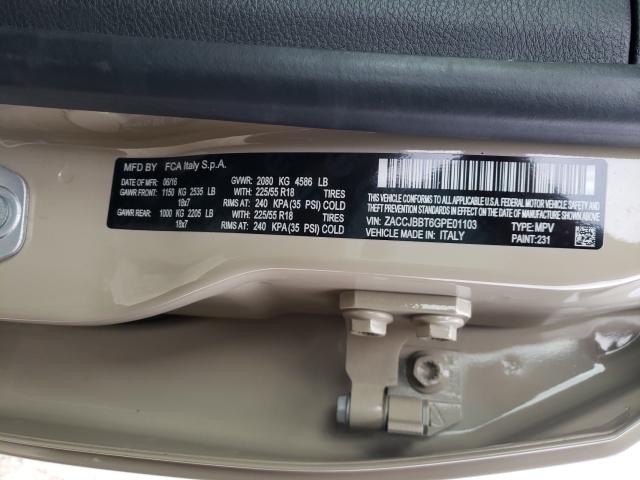 MFD BY FCA Italy S.p.A.
DATE OF MFD: 06/16 GVWR: 2080 KG 4586 LB
GAWR FRONT: 1150 KG 2535 LB WITH 225/55 R18 TIRES
18x7 RIMS AT: 240 KPA(35 PSI) COLD
GAWR REAR: 1000 KG 2205 LB WITH 225/55 R18 TIRES
18x7 RIMS AT: 240 KPA(35 PSI) COLD
THIS VEHICLE CONFORMS TO ALL APPLICABLE U.S.A. FEDERAL MOTOR VEHICLE SAFETY
AND THEFT PREVENTION STANDARDS IN EFFECT ON THE DATE OF MANUFACTURE SHOWN ABOVE
VIN: ZACCJBBT6GPE01103 TYPE: MPV
VEHICLE MADE IN: ITALY PAINT: 231